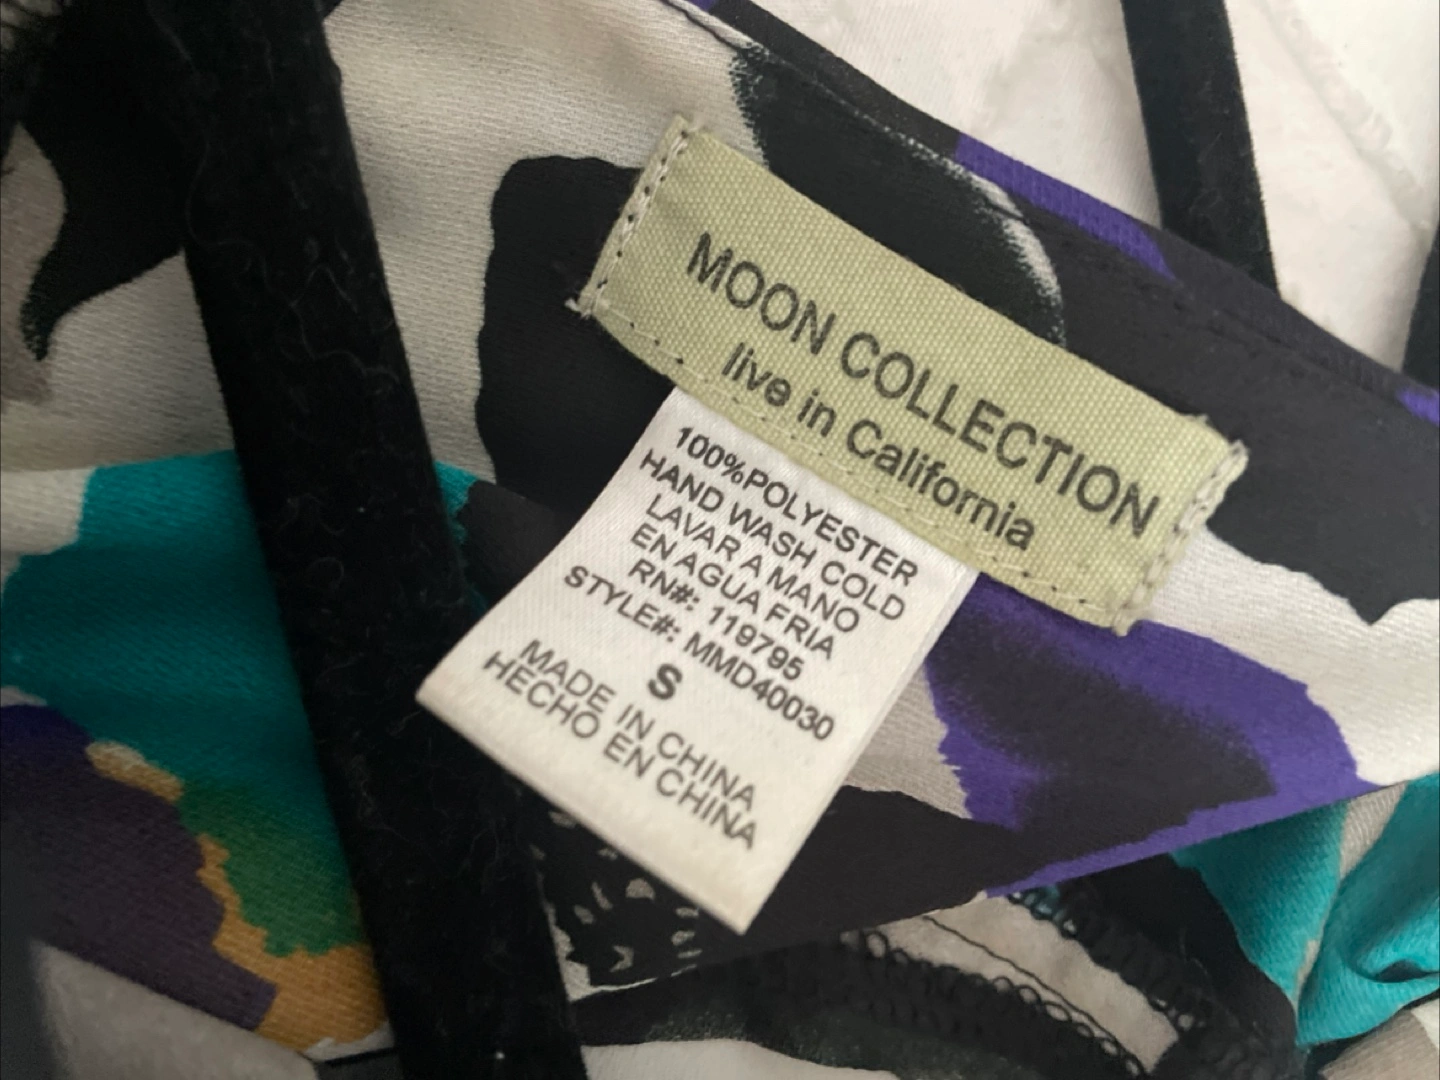 MOON COLLECTION
live in California
100%POLYESTER
HAND WASH COLD
LAVAR A MANO
EN AGUA FRIA
RN#: 119795
STYLE#: MMD40030
S
MADE IN CHINA
HECHO EN CHINA